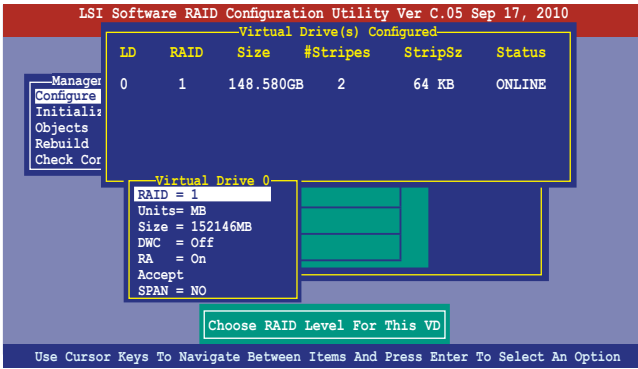 LSI Software RAID Configuration Utility Ver C.05 Sep 17, 2010
Virtual Drive(s) Configured
LD RAID Size #Stripes StripSz Status
0 1 148.580GB 2 64 KB ONLINE
Manager
Configure
Initializ
Objects
Rebuild
Check Cor
Virtual Drive 0
RAID = 1
Units= MB
Size = 152146MB
DWC = Off
RA = On
Accept
SPAN = NO
Choose RAID Level For This VD
Use Cursor Keys To Navigate Between Items And Press Enter To Select An Option